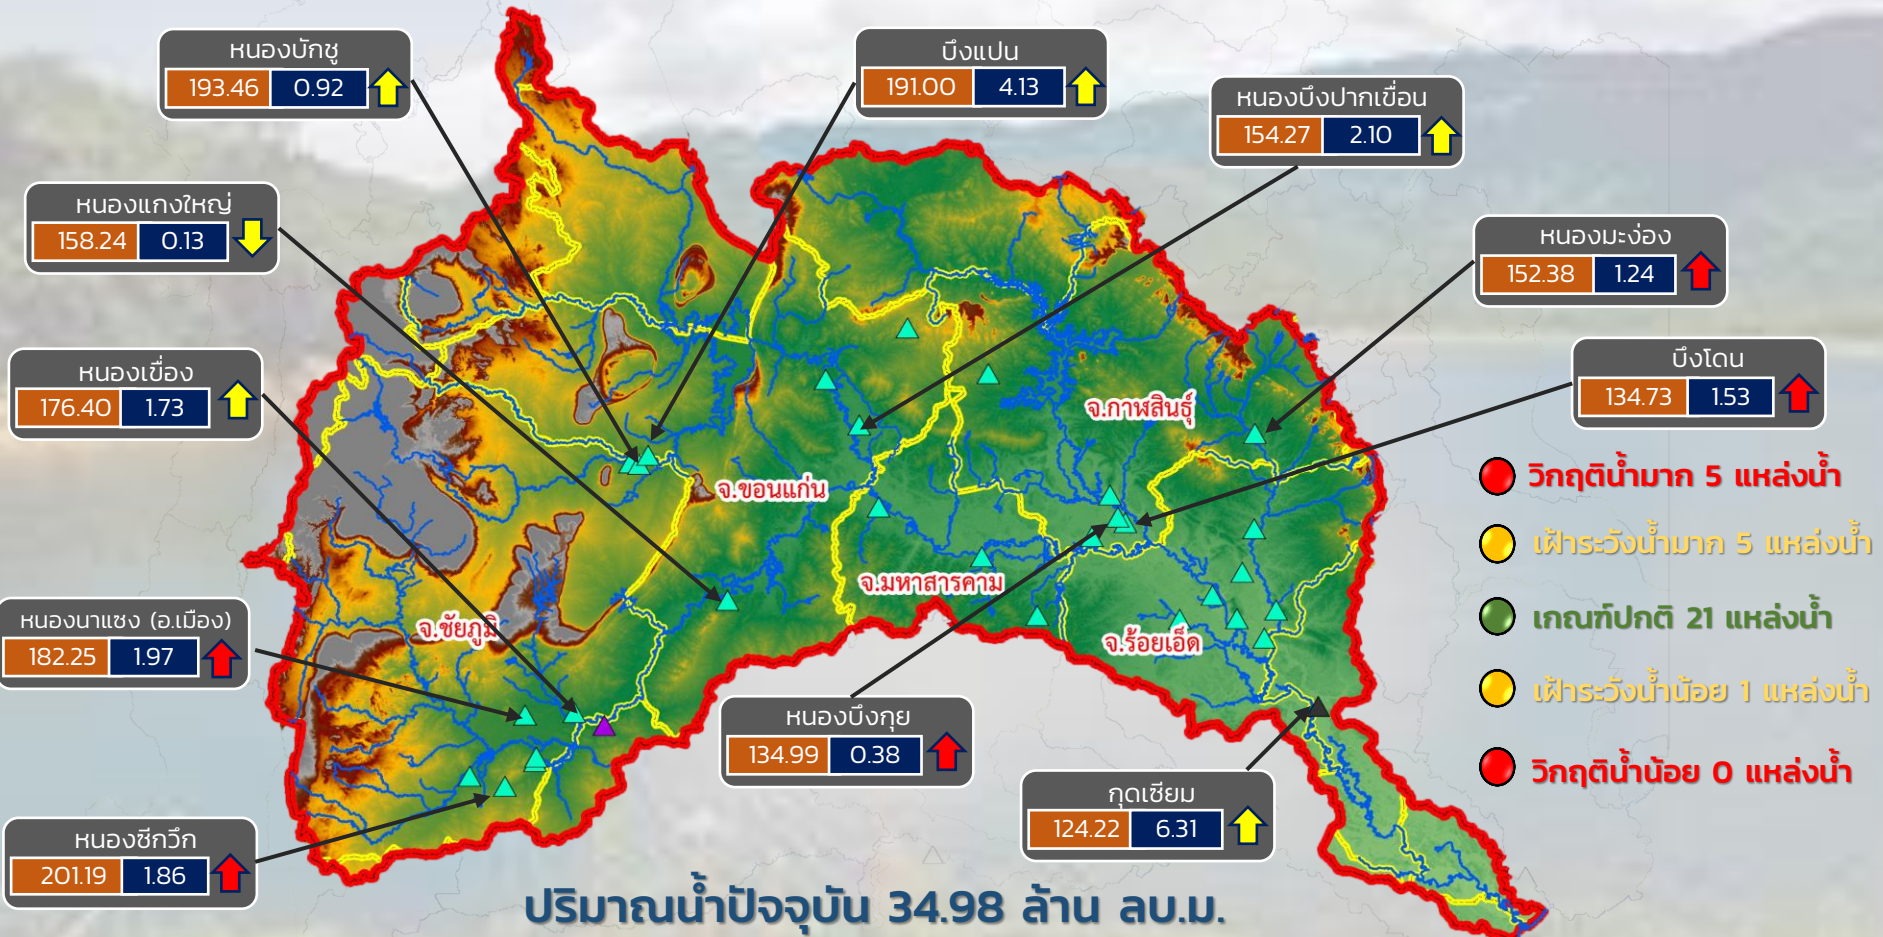 หนองบักชู
193.46 0.92
บึงแปน
191.00 4.13
หนองบึงปากเขื่อน
154.27 2.10
หนองแกงใหญ่
158.24 0.13
หนองมะง่อง
152.38 1.24
หนองเขื่อง
176.40 1.73
บึงโดน
134.73 1.53
จ.กาฬสินธุ์
จ.ขอนแก่น
จ.มหาสารคาม
จ.ชัยภูมิ
จ.ร้อยเอ็ด
วิกฤติน้ำมาก 5 แหล่งน้ำ
เฝ้าระวังน้ำมาก 5 แหล่งน้ำ
เกณฑ์ปกติ 21 แหล่งน้ำ
เฝ้าระวังน้ำน้อย 1 แหล่งน้ำ
วิกฤติน้ำน้อย 0 แหล่งน้ำ
หนองนาแซง (อ.เมือง)
182.25 1.97
หนองบึงกุย
134.99 0.38
กุดเซียม
124.22 6.31
หนองซีกวึก
201.19 1.86
ปริมาณน้ำปัจจุบัน 34.98 ล้าน ลบ.ม.